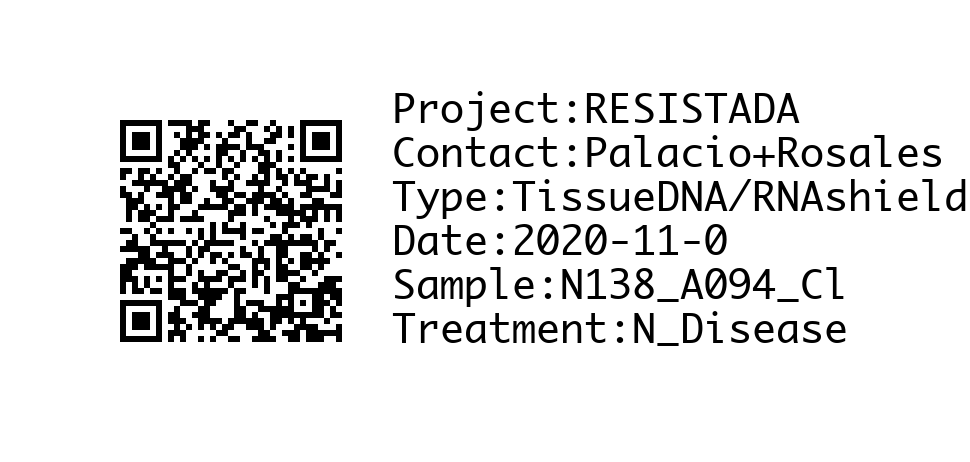 Project:RESISTADA
Contact:Palacio+Rosales
Type:TissueDNA/RNAshield
Date:2020-11-0
Sample:N138_A094_Cl
Treatment:N_Disease